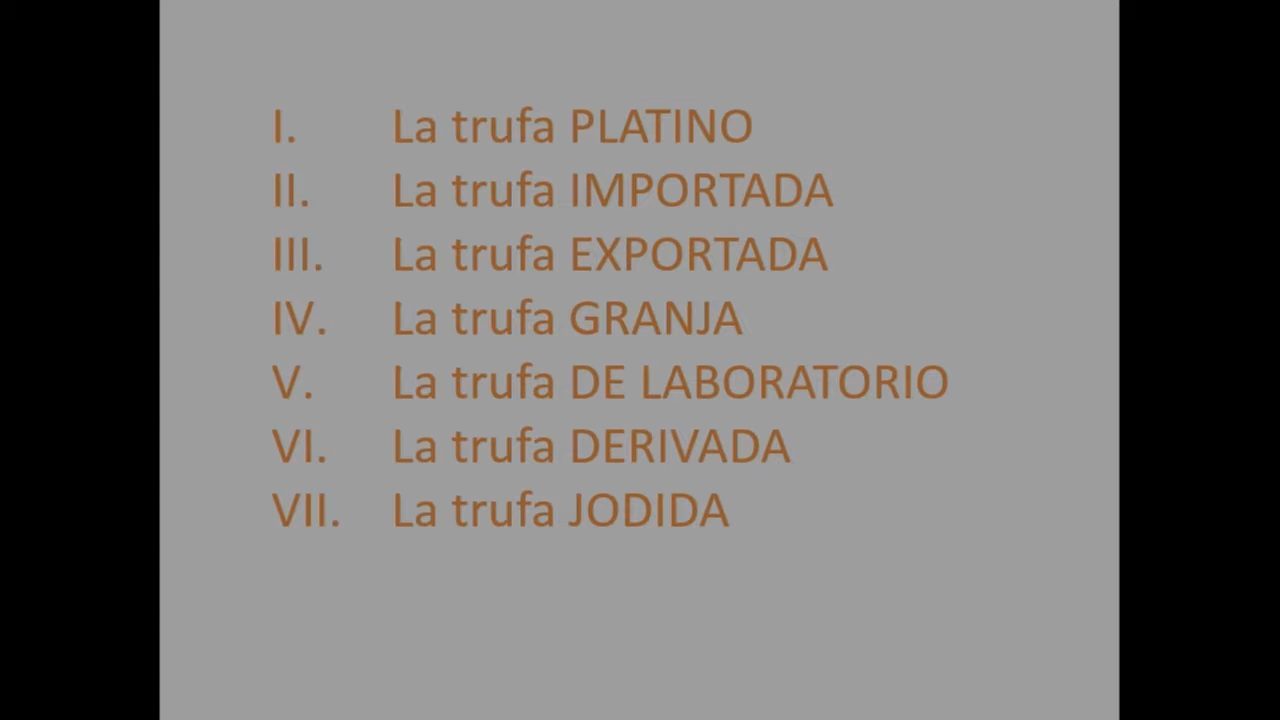 I. La trufa PLATINO
II. La trufa IMPORTADA
III. La trufa EXPORTADA
IV. La trufa GRANJA
V. La trufa DE LABORATORIO
VI. La trufa DERIVADA
VII. La trufa JODIDA